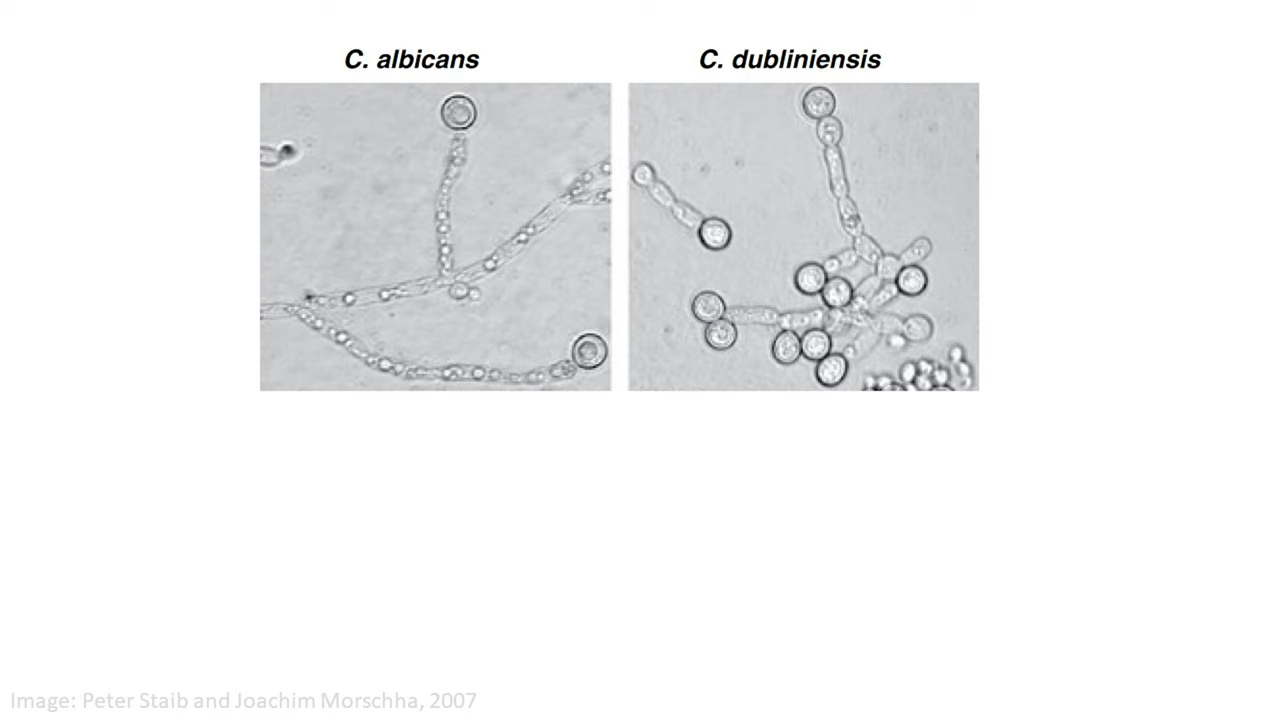 C. albicans
C. dubliniensis
Image: Peter Staib and Joachim Morschha, 2007